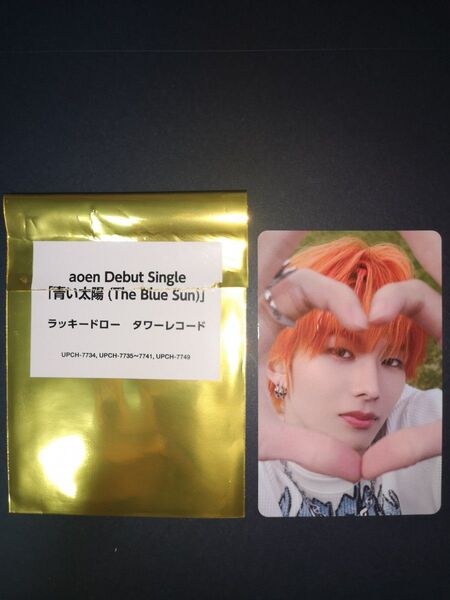 aoen Debut Single
「青い太陽 (The Blue Sun)」
ラッキードロー　タワーレコード
UPCH-7734, UPCH-7735〜7741, UPCH-7749